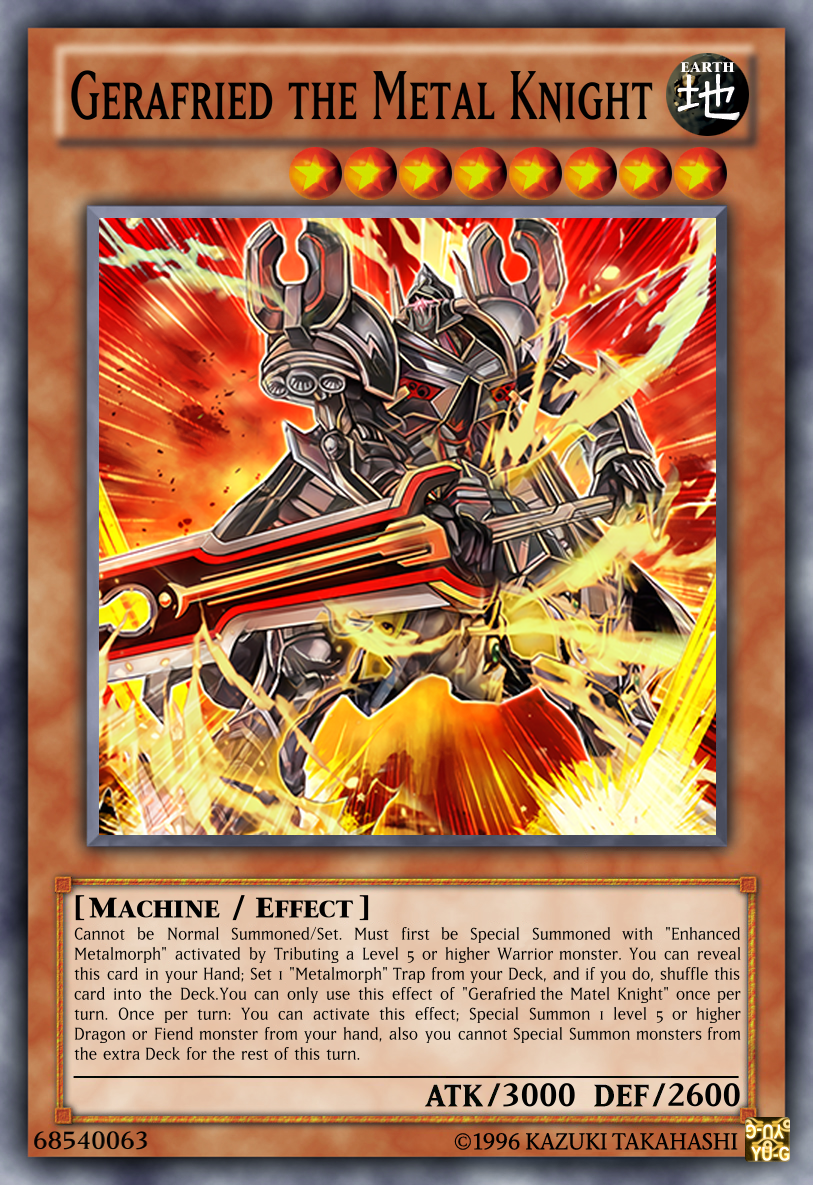 GERAFRIED THE METAL KNIGHT
EARTH
地
[ MACHINE / EFFECT ]
Cannot be Normal Summoned/Set. Must first be Special Summoned with "Enhanced
Metalmorph" activated by Tributing a Level 5 or higher Warrior monster. You can reveal
this card in your Hand; Set 1 "Metalmorph" Trap from your Deck, and if you do, shuffle this
card into the Deck.You can only use this effect of "Gerafried the Matel Knight" once per
turn. Once per turn: You can activate this effect; Special Summon 1 level 5 or higher
Dragon or Fiend monster from your hand, also you cannot Special Summon monsters from
the extra Deck for the rest of this turn.
ATK/3000 DEF/2600
68540063
©1996 KAZUKI TAKAHASHI